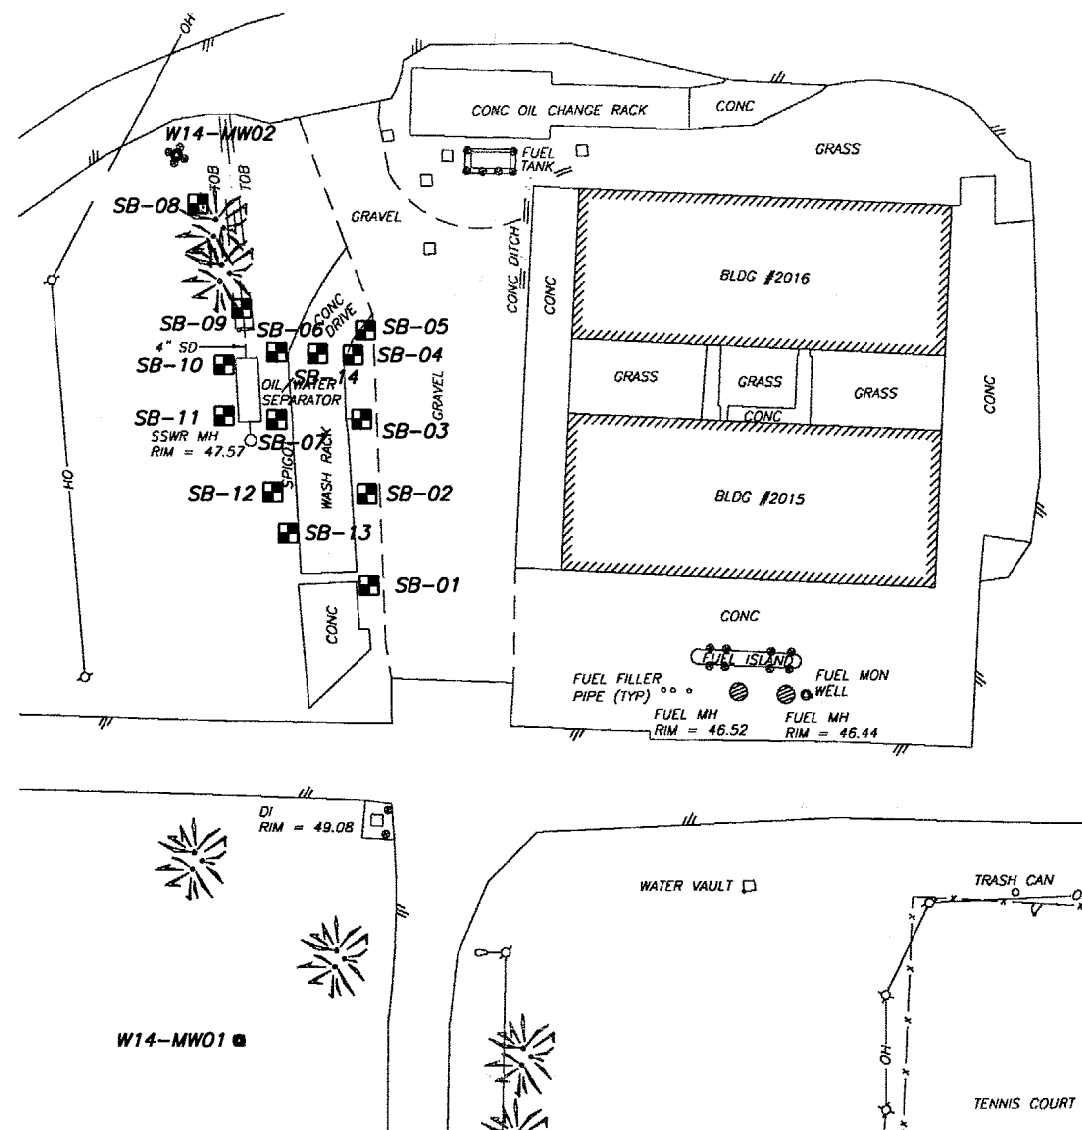 OH
CONC OIL CHANGE RACK
CONC
W14-MW02
FUEL
TANK
GRASS
TOB
TOB
SB-08
GRAVEL
CONC DITCH
CONC
BLDG #2016
CONC
DRIVE
SB-09
SB-06
SB-05
4" SD
SB-10
SB-04
SB-14
OIL/WATER
SEPARATOR
GRAVEL
GRASS
GRASS
GRASS
CONC
CONC
SB-11
SSWR MH
RIM = 47.57
SB-07
SB-03
SPIGOT
WASH RACK
OH
SB-12
SB-02
BLDG #2015
SB-13
SB-01
CONC
CONC
FUEL ISLAND
FUEL FILLER
PIPE (TYP)
FUEL MON
WELL
FUEL MH
RIM = 46.52
FUEL MH
RIM = 46.44
DI
RIM = 49.08
WATER VAULT
TRASH CAN
W14-MW01
OH
TENNIS COURT